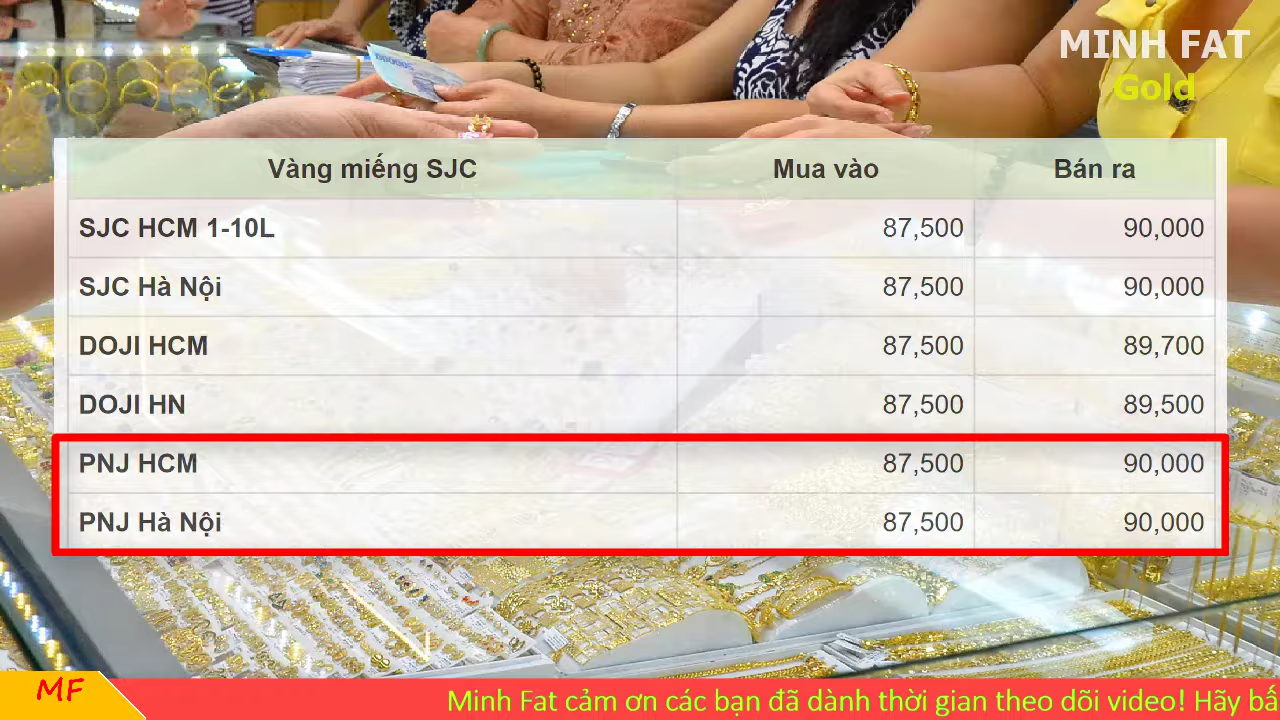 MINH FAT
Gold
Vàng miếng SJC Mua vào Bán ra
SJC HCM 1-10L 87,500 90,000
SJC Hà Nội 87,500 90,000
DOJI HCM 87,500 89,700
DOJI HN 87,500 89,500
PNJ HCM 87,500 90,000
PNJ Hà Nội 87,500 90,000
MF
Minh Fat cảm ơn các bạn đã dành thời gian theo dõi video! Hãy bấ